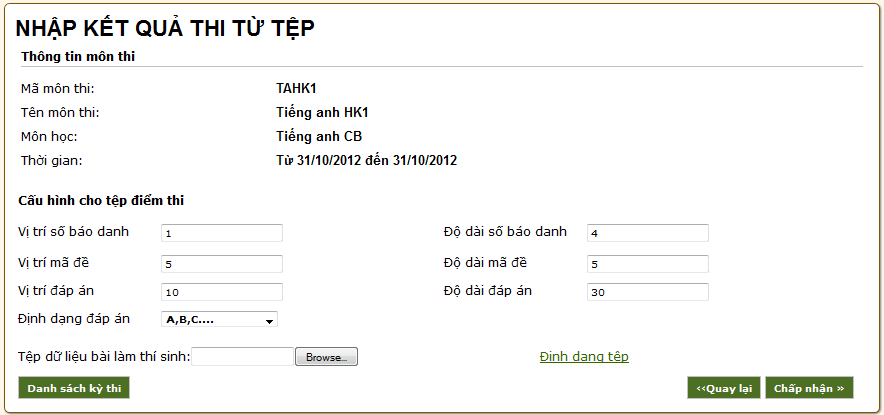 NHẬP KẾT QUẢ THI TỪ TỆP
Thông tin môn thi
Mã môn thi: TAHK1
Tên môn thi: Tiếng anh HK1
Môn học: Tiếng anh CB
Thời gian: Từ 31/10/2012 đến 31/10/2012
Cấu hình cho tệp điểm thi
Vị trí số báo danh 1 Độ dài số báo danh 4
Vị trí mã đề 5 Độ dài mã đề 5
Vị trí đáp án 10 Độ dài đáp án 30
Định dạng đáp án A,B,C....
Tệp dữ liệu bài làm thí sinh: Browse... Định dạng tệp
Danh sách kỳ thi ‹‹Quay lại Chấp nhận »